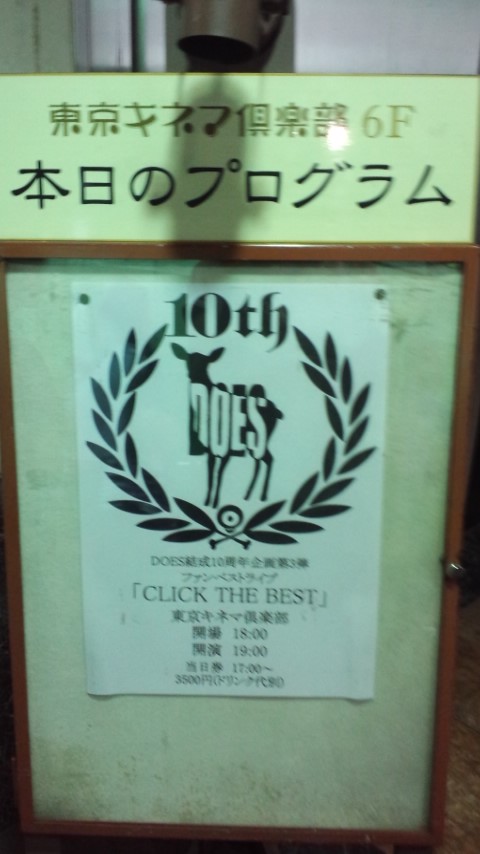 東京キネマ倶楽部 6F
本日のプログラム
10th
DOES
DOES結成10周年企画第3弾
ファンベストライブ
「CLICK THE BEST」
東京キネマ倶楽部
開場 18:00
開演 19:00
当日券 17:00～
3500円(ドリンク代別)